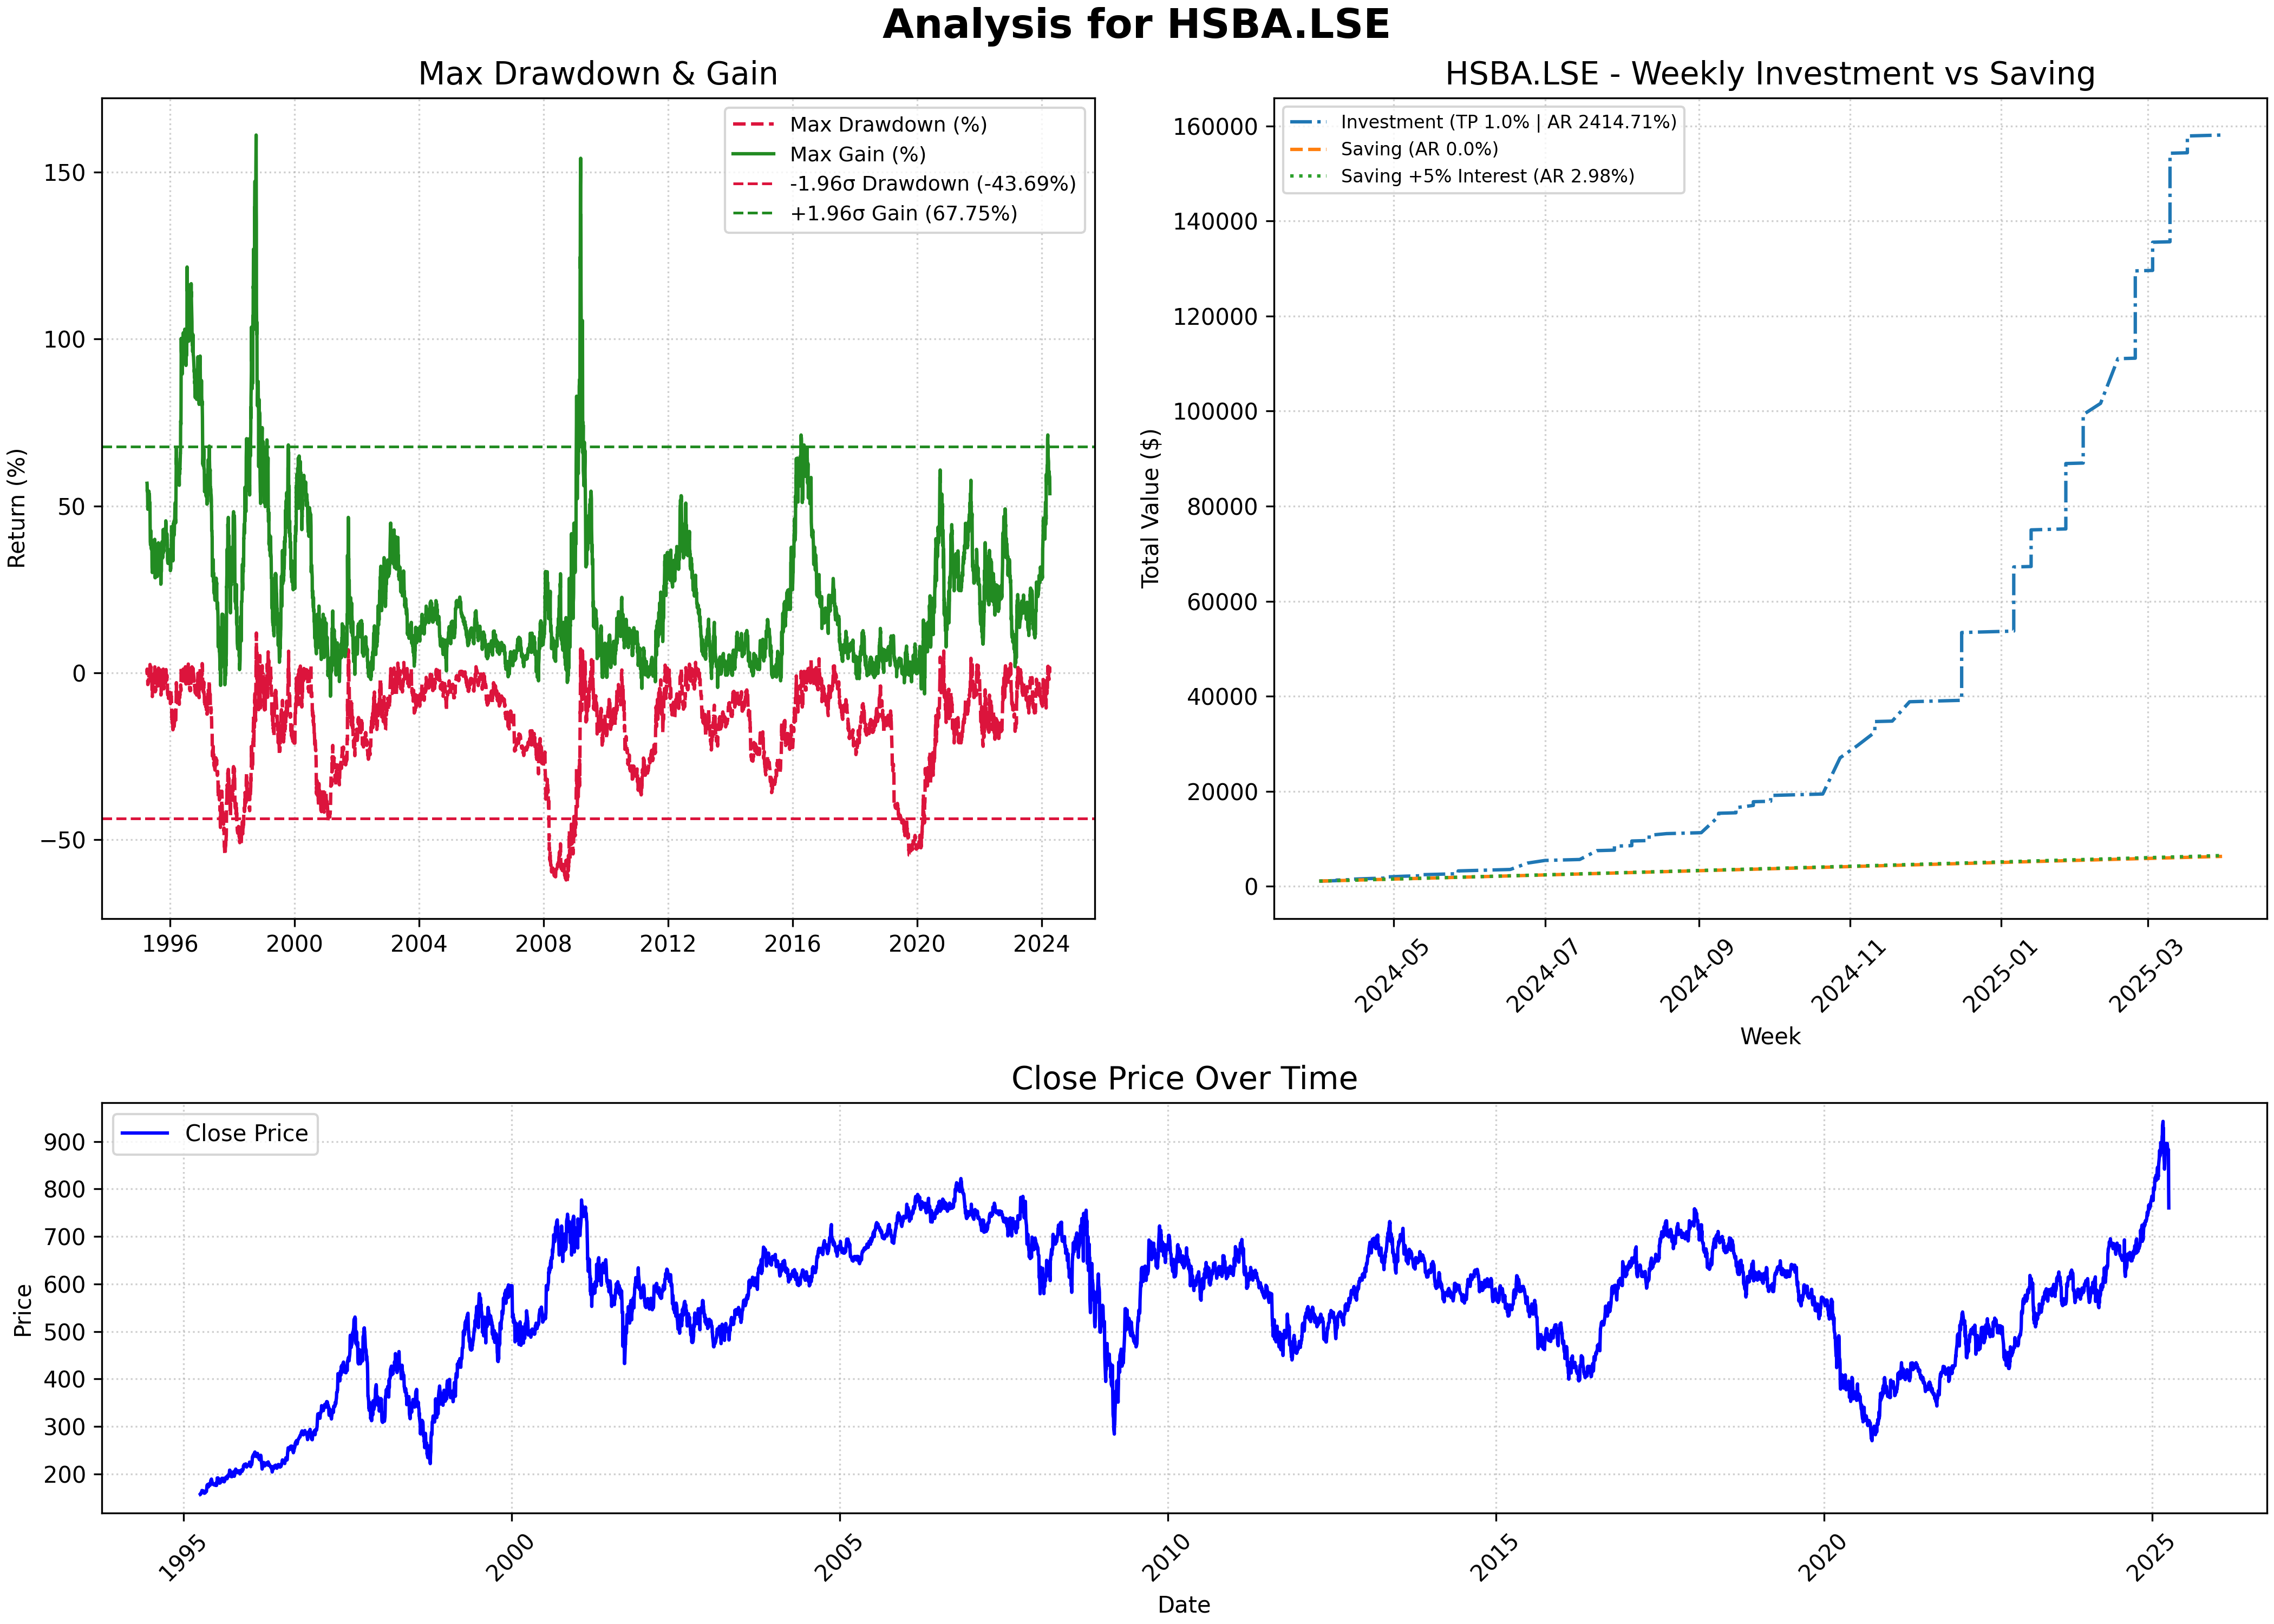 Analysis for HSBA.LSE
Max Drawdown & Gain
Return (%)
150
100
50
0
−50
Max Drawdown (%)
Max Gain (%)
-1.96σ Drawdown (-43.69%)
+1.96σ Gain (67.75%)
1996 2000 2004 2008 2012 2016 2020 2024
HSBA.LSE - Weekly Investment vs Saving
Total Value ($)
160000
140000
120000
100000
80000
60000
40000
20000
0
Investment (TP 1.0% | AR 2414.71%)
Saving (AR 0.0%)
Saving +5% Interest (AR 2.98%)
2024-05 2024-07 2024-09 2024-11 2025-01 2025-03
Week
Close Price Over Time
Price
900
800
700
600
500
400
300
200
Close Price
1995 2000 2005 2010 2015 2020 2025
Date